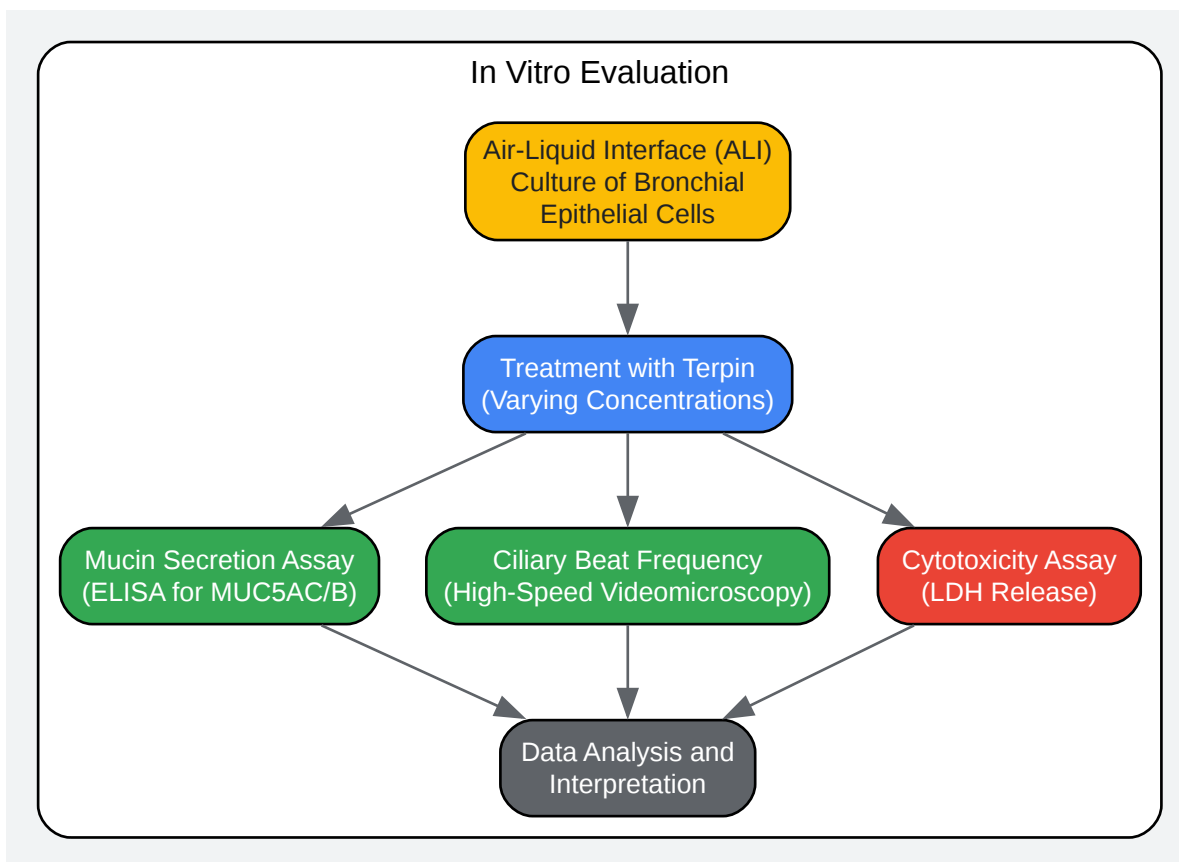 In Vitro Evaluation
Air-Liquid Interface (ALI)
Culture of Bronchial
Epithelial Cells
Treatment with Terpin
(Varying Concentrations)
Mucin Secretion Assay
(ELISA for MUC5AC/B)
Ciliary Beat Frequency
(High-Speed Videomicroscopy)
Cytotoxicity Assay
(LDH Release)
Data Analysis and
Interpretation